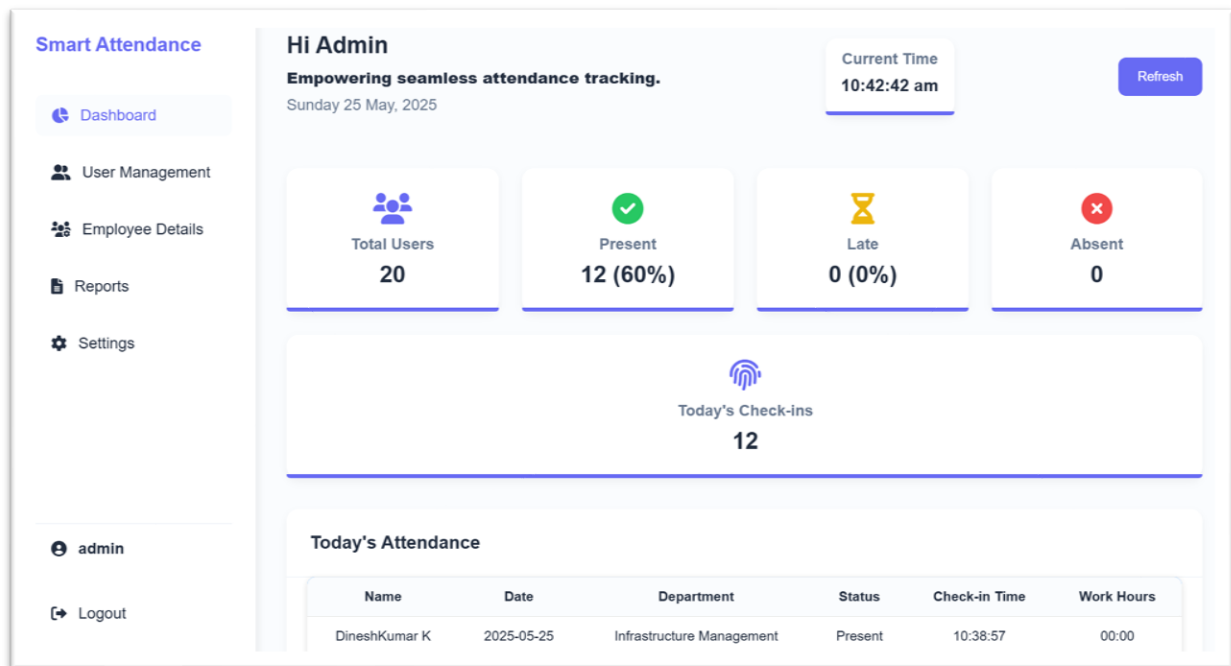 Smart Attendance
Dashboard
User Management
Employee Details
Reports
Settings
admin
Logout
Hi Admin
Empowering seamless attendance tracking.
Sunday 25 May, 2025
Current Time
10:42:42 am
Refresh
Total Users
20
Present
12 (60%)
Late
0 (0%)
Absent
0
Today's Check-ins
12
Today's Attendance
Name Date Department Status Check-in Time Work Hours
DineshKumar K 2025-05-25 Infrastructure Management Present 10:38:57 00:00